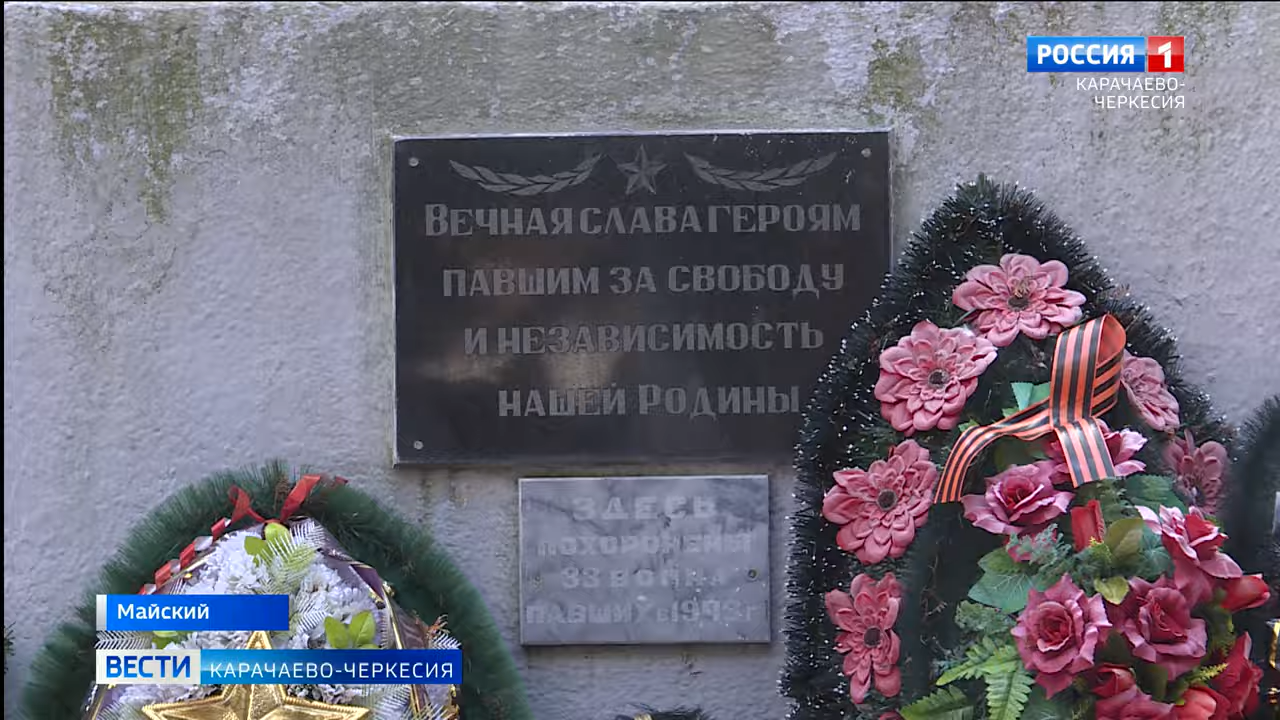 РОССИЯ 1
КАРАЧАЕВО-
ЧЕРКЕСИЯ
ВЕЧНАЯ СЛАВА ГЕРОЯМ
ПАВШИМ ЗА СВОБОДУ
И НЕЗАВИСИМОСТЬ
НАШЕЙ РОДИНЫ
ЗДЕСЬ
ПОХОРОНЕНЫ
33 ВОИНА
ПАВШИХ В
Майский
ВЕСТИ КАРАЧАЕВО-ЧЕРКЕСИЯ